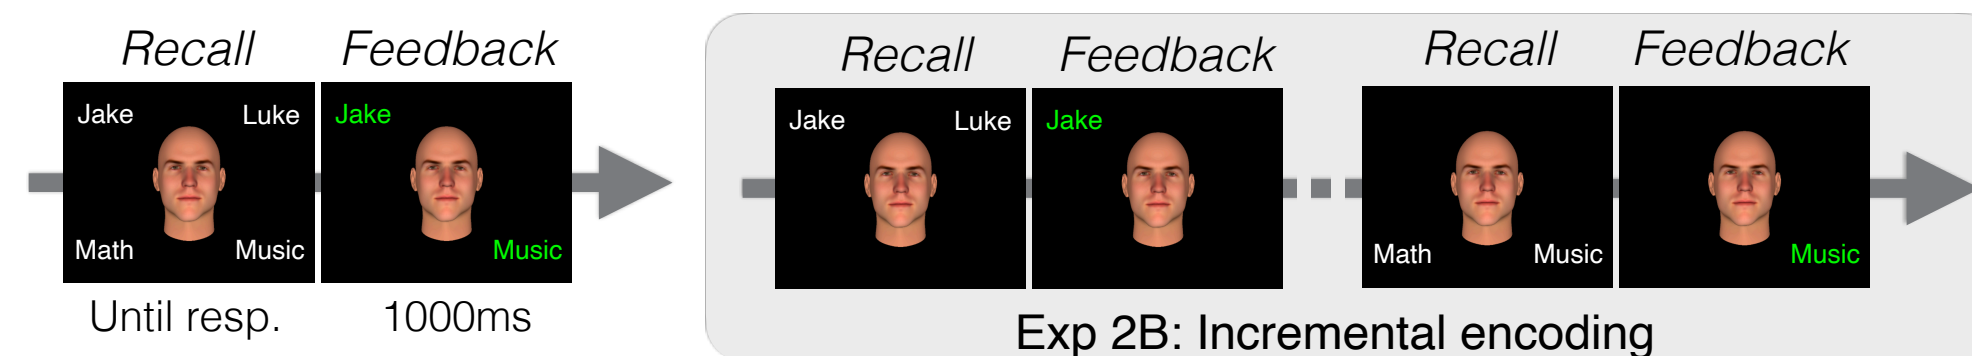 Recall Feedback
Jake Luke Jake
Math Music Music
Until resp. 1000ms
Recall Feedback Recall Feedback
Jake Luke Jake
Math Music Music
Exp 2B: Incremental encoding